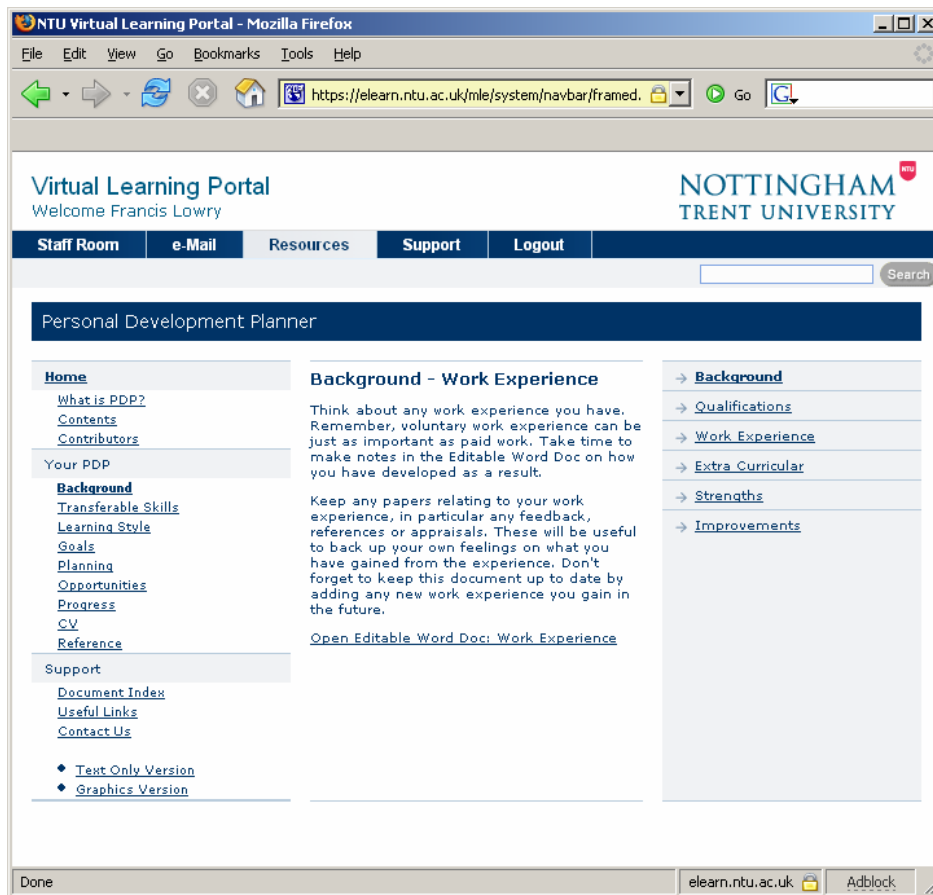 NTU Virtual Learning Portal - Mozilla Firefox
File Edit View Go Bookmarks Tools Help
https://elearn.ntu.ac.uk/mle/system/navbar/framed. Go G
Virtual Learning Portal
Welcome Francis Lowry
NTU
NOTTINGHAM
TRENT UNIVERSITY
Staff Room e-Mail Resources Support Logout
Search
Personal Development Planner
Home
What is PDP?
Contents
Contributors
Your PDP
Background
Transferable Skills
Learning Style
Goals
Planning
Opportunities
Progress
CV
Reference
Support
Document Index
Useful Links
Contact Us
Text Only Version
Graphics Version
Background - Work Experience
Think about any work experience you have.
Remember, voluntary work experience can be
just as important as paid work. Take time to
make notes in the Editable Word Doc on how
you have developed as a result.
Keep any papers relating to your work
experience, in particular any feedback,
references or appraisals. These will be useful
to back up your own feelings on what you
have gained from the experience. Don't
forget to keep this document up to date by
adding any new work experience you gain in
the future.
Open Editable Word Doc: Work Experience
Background
Qualifications
Work Experience
Extra Curricular
Strengths
Improvements
Done elearn.ntu.ac.uk Adblock